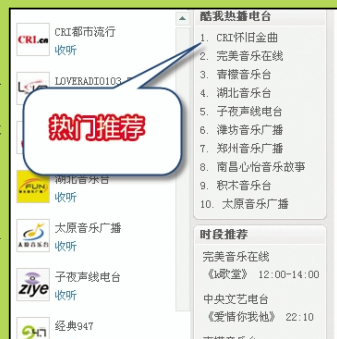 CRI.cn
CRI都市流行
收听
LOVERADIO103
热门推荐
湖北音乐台
FUN
收听
太原音乐广播
收听
ziye
子夜声线电台
收听
经典947
酷我热播电台
1. CRI怀旧金曲
2. 完美音乐在线
3. 青檬音乐台
4. 湖北音乐台
5. 子夜声线电台
6. 潍坊音乐广播
7. 郑州音乐广播
8. 南昌心怡音乐故事
9. 积木音乐台
10. 太原音乐广播
时段推荐
完美音乐在线
《k歌堂》 12:00-14:00
中央文艺电台
《爱情你我他》 22:10